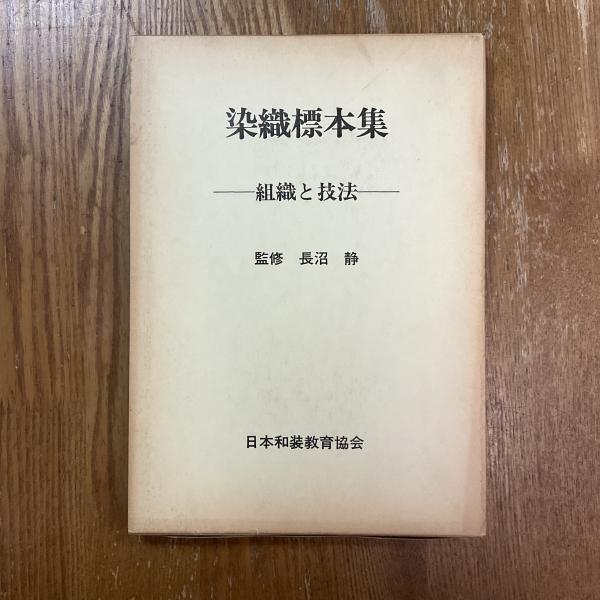 染織標本集
―組織と技法―
監修 長沼 静
日本和装教育協会